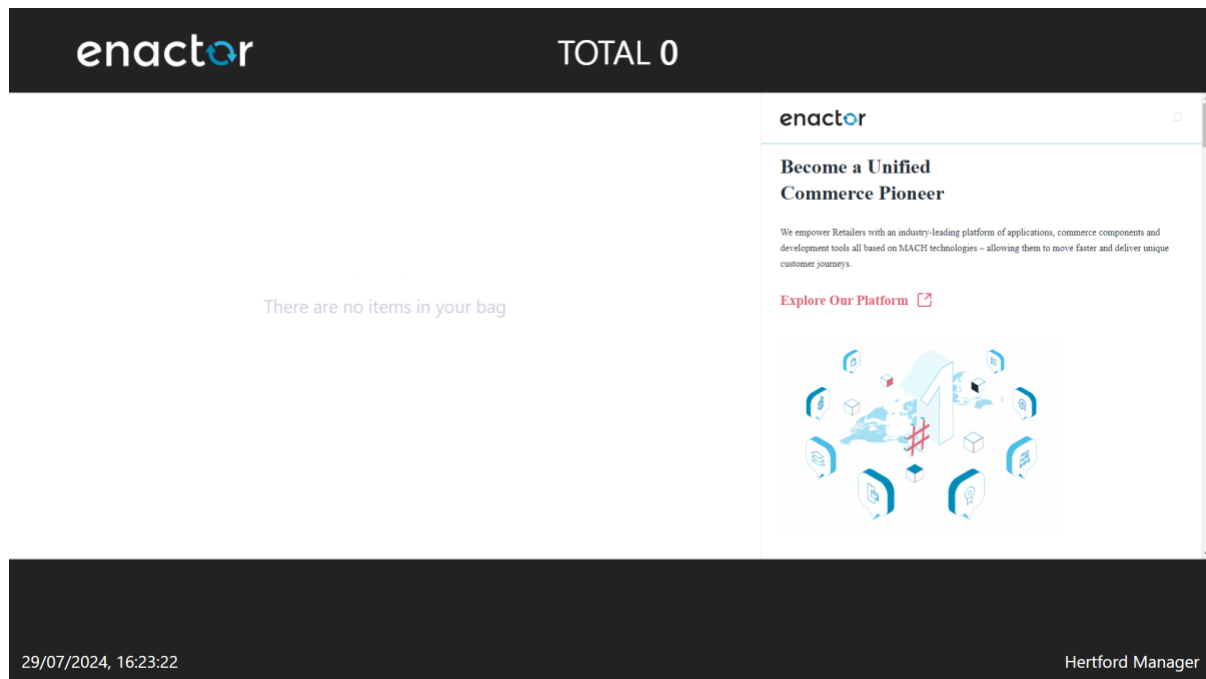 enactor
TOTAL 0
There are no items in your bag
enactor
Become a Unified
Commerce Pioneer
We empower Retailers with an industry-leading platform of applications, commerce components and
development tools all based on MACH technologies – allowing them to move faster and deliver unique
customer journeys.
Explore Our Platform
#1
29/07/2024, 16:23:22
Hertford Manager